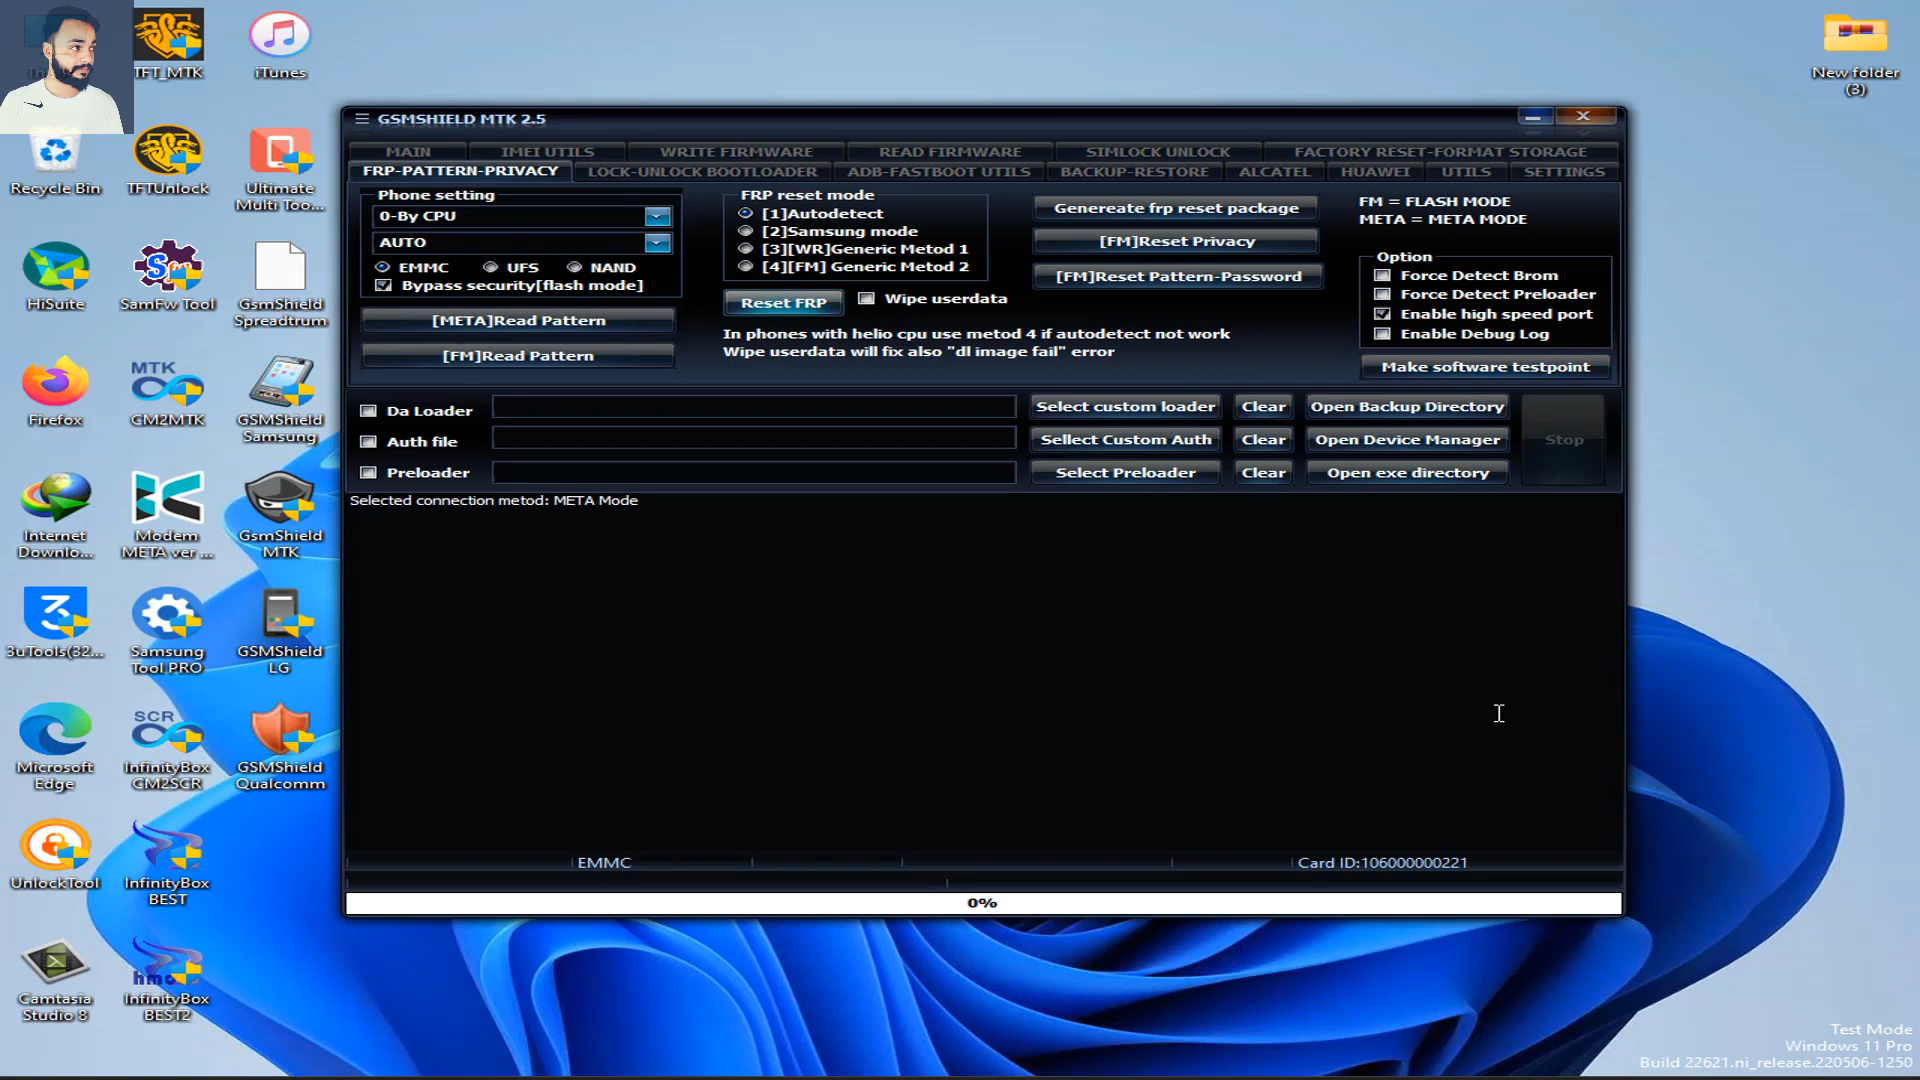 TFT_MTK
iTunes
New folder
(3)
Recycle Bin
TFTUnlock
Ultimate
Multi Too...
HiSuite
SamFw Tool
GsmShield
Spreadtrum
Firefox
MTK
CM2MTK
GSMShield
Samsung
Internet
Downlo...
Modem
META ver ...
GsmShield
MTK
3uTools(32...
Samsung
Tool PRO
GSMShield
LG
Microsoft
Edge
SCR
InfinityBox
CM2SCR
GSMShield
Qualcomm
UnlockTool
InfinityBox
BEST
Camtasia
Studio 8
InfinityBox
BEST2
GSMSHIELD MTK 2.5
MAIN IMEI UTILS WRITE FIRMWARE READ FIRMWARE SIMLOCK UNLOCK FACTORY RESET-FORMAT STORAGE
FRP-PATTERN-PRIVACY LOCK-UNLOCK BOOTLOADER ADB-FASTBOOT UTILS BACKUP-RESTORE ALCATEL HUAWEI UTILS SETTINGS
Phone setting
0-By CPU
AUTO
EMMC UFS NAND
Bypass security[flash mode]
[META]Read Pattern
[FM]Read Pattern
FRP reset mode
[1]Autodetect
[2]Samsung mode
[3][WR]Generic Metod 1
[4][FM] Generic Metod 2
Reset FRP Wipe userdata
In phones with helio cpu use metod 4 if autodetect not work
Wipe userdata will fix also "dl image fail" error
Genereate frp reset package
[FM]Reset Privacy
[FM]Reset Pattern-Password
FM = FLASH MODE
META = META MODE
Option
Force Detect Brom
Force Detect Preloader
Enable high speed port
Enable Debug Log
Make software testpoint
Da Loader Select custom loader Clear Open Backup Directory
Auth file Sellect Custom Auth Clear Open Device Manager
Preloader Select Preloader Clear Open exe directory
Stop
Selected connection metod: META Mode
EMMC Card ID:106000000221
0%
Test Mode
Windows 11 Pro
Build 22621.ni_release.220506-1250